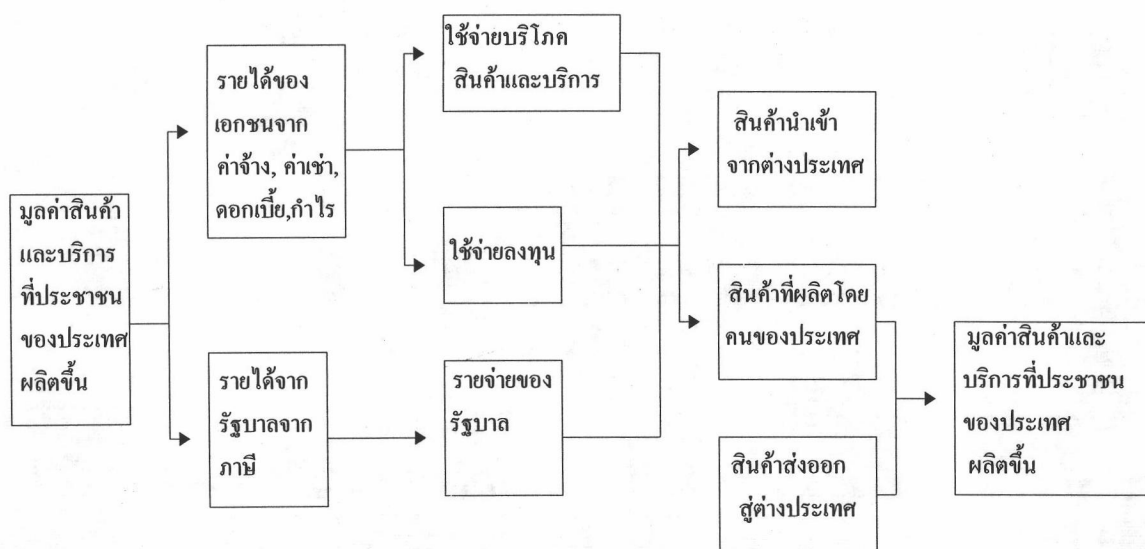 มูลค่าสินค้า
และบริการ
ที่ประชาชน
ของประเทศ
ผลิตขึ้น
รายได้ของ
เอกชนจาก
ค่าจ้าง, ค่าเช่า,
ดอกเบี้ย,กำไร
รายได้จาก
รัฐบาลจาก
ภาษี
ใช้จ่ายบริโภค
สินค้าและบริการ
ใช้จ่ายลงทุน
รายจ่ายของ
รัฐบาล
สินค้านำเข้า
จากต่างประเทศ
สินค้าที่ผลิตโดย
คนของประเทศ
สินค้าส่งออก
สู่ต่างประเทศ
มูลค่าสินค้าและ
บริการที่ประชาชน
ของประเทศ
ผลิตขึ้น